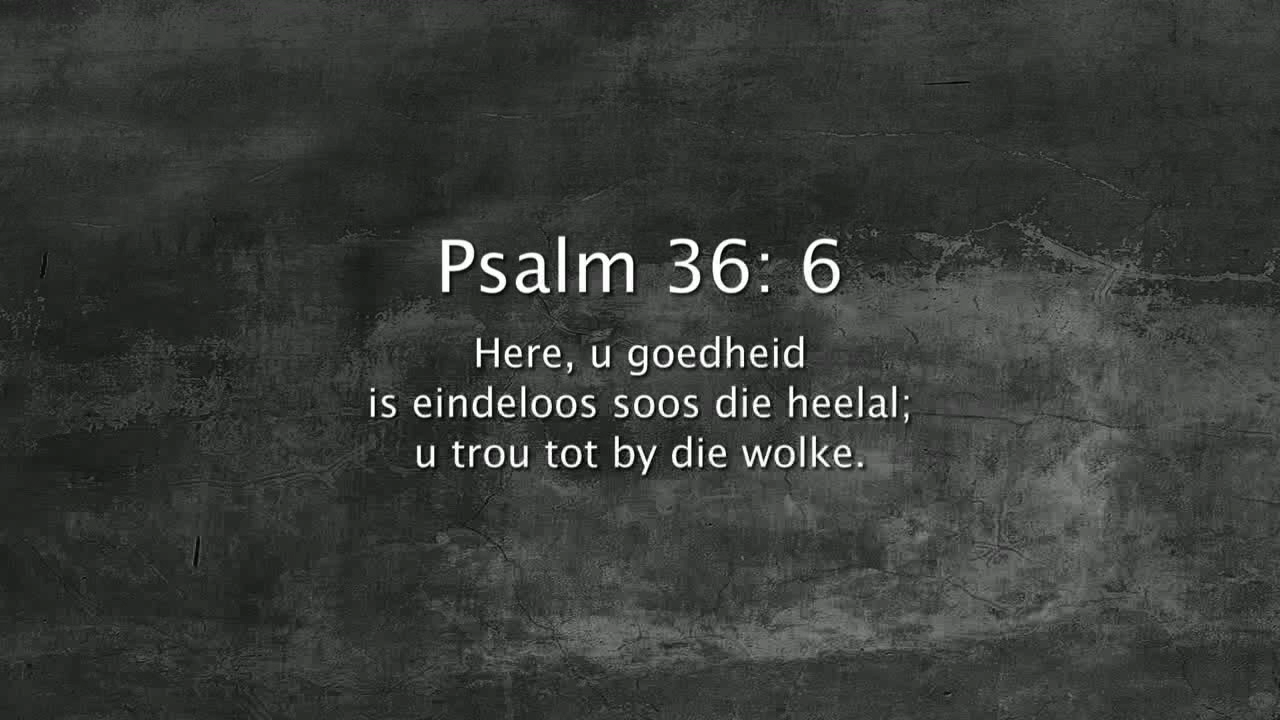 Psalm 36: 6
Here, u goedheid
is eindeloos soos die heelal;
u trou tot by die wolke.